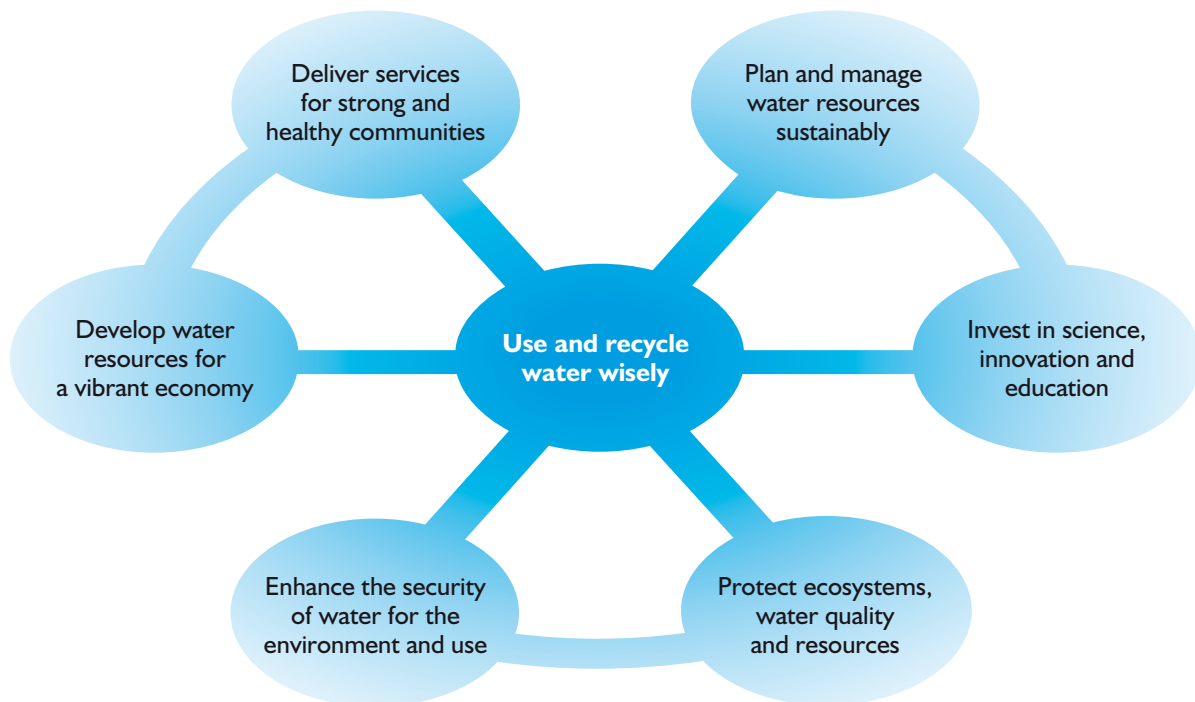 Deliver services
for strong and
healthy communities
Plan and manage
water resources
sustainably
Develop water
resources for
a vibrant economy
Use and recycle
water wisely
Invest in science,
innovation and
education
Enhance the security
of water for the
environment and use
Protect ecosystems,
water quality
and resources